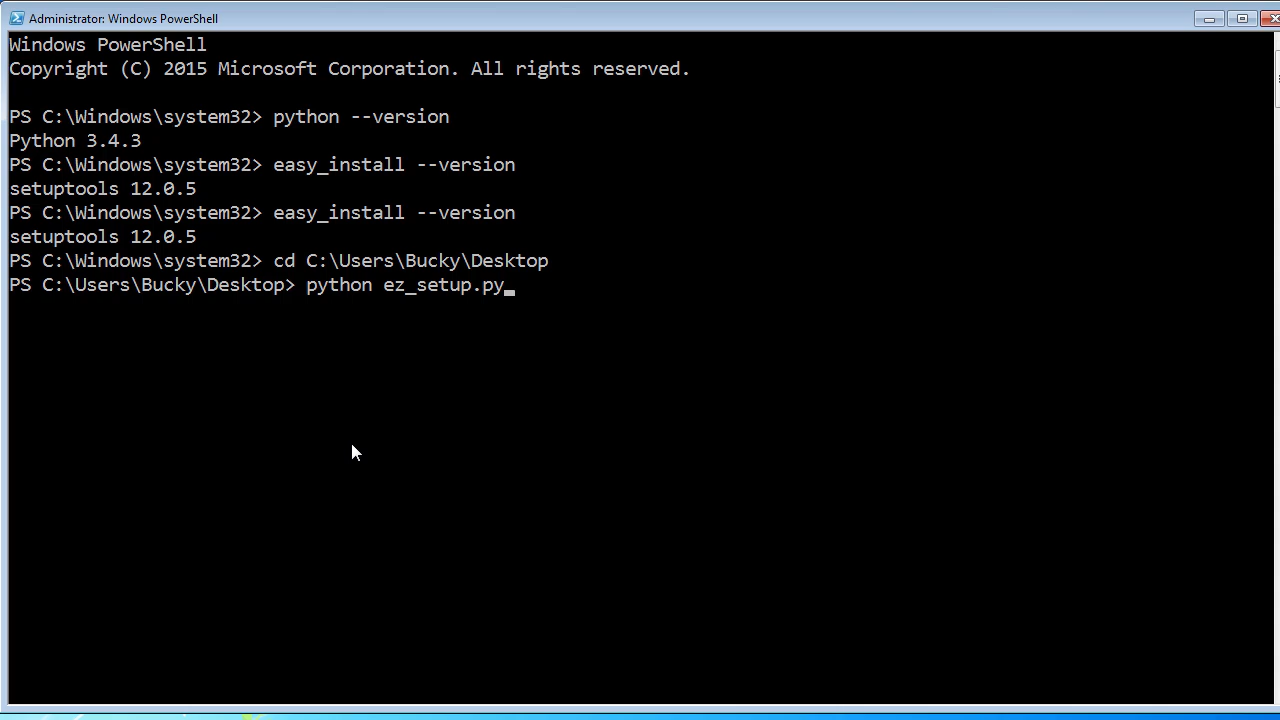 Administrator: Windows PowerShell
Windows PowerShell
Copyright (C) 2015 Microsoft Corporation. All rights reserved.
PS C:\Windows\system32> python --version
Python 3.4.3
PS C:\Windows\system32> easy_install --version
setuptools 12.0.5
PS C:\Windows\system32> easy_install --version
setuptools 12.0.5
PS C:\Windows\system32> cd C:\Users\Bucky\Desktop
PS C:\Users\Bucky\Desktop> python ez_setup.py